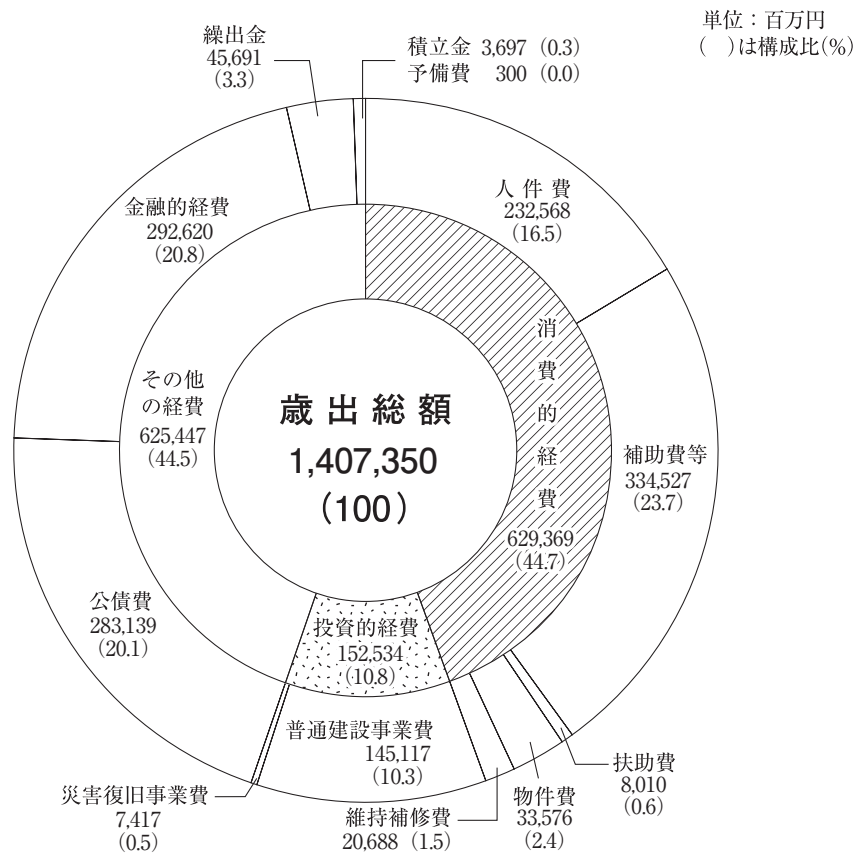 単位：百万円
（　）は構成比(%)
繰出金
45,691
（3.3）
積立金 3,697（0.3）
予備費 300（0.0）
人件費
232,568
（16.5）
金融的経費
292,620
（20.8）
消費的経費
629,369
（44.7）
その他
の経費
625,447
（44.5）
歳出総額
1,407,350
（100）
補助費等
334,527
（23.7）
公債費
283,139
（20.1）
投資的経費
152,534
（10.8）
普通建設事業費
145,117
（10.3）
扶助費
8,010
（0.6）
災害復旧事業費
7,417
（0.5）
維持補修費
20,688（1.5）
物件費
33,576
（2.4）